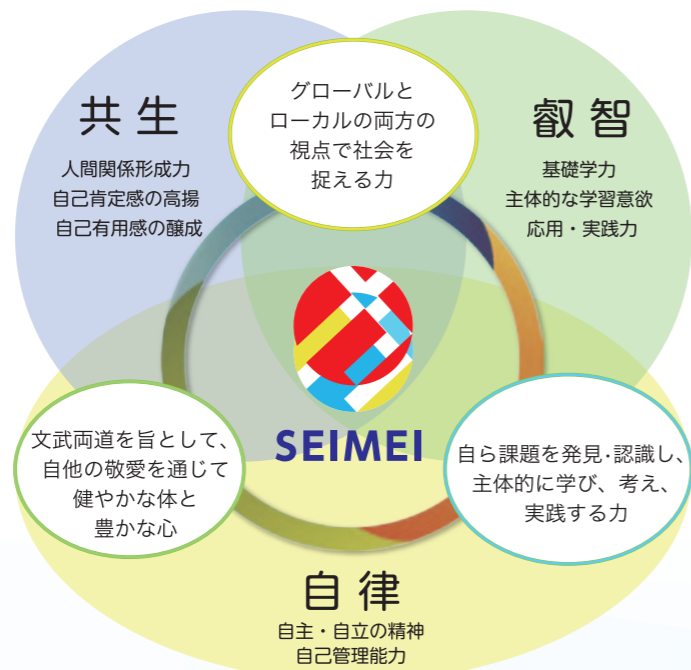 グローバルと
ローカルの両方の
視点で社会を
捉える力
共生
人間関係形成力
自己肯定感の高揚
自己有用感の醸成
叡智
基礎学力
主体的な学習意欲
応用・実践力
SEIMEI
文武両道を旨として、
自他の敬愛を通じて
健やかな体と
豊かな心
自ら課題を発見・認識し、
主体的に学び、考え、
実践する力
自律
自主・自立の精神
自己管理能力